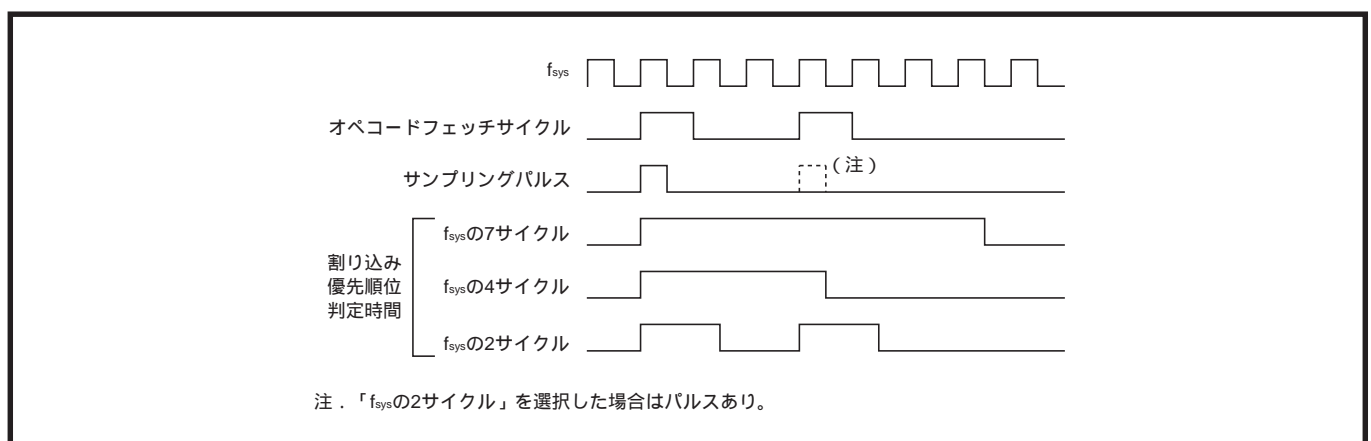 fsys
オペコードフェッチサイクル
サンプリングパルス
（注）
割り込み
優先順位
判定時間
fsysの7サイクル
fsysの4サイクル
fsysの2サイクル
注．「fsysの2サイクル」を選択した場合はパルスあり。